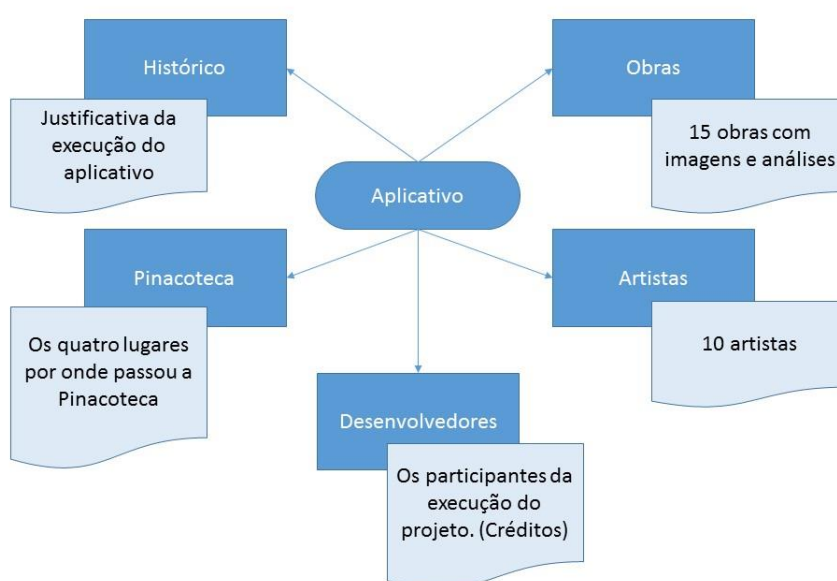 Histórico
Justificativa da
execução do
aplicativo
Obras
15 obras com
imagens e análises
Aplicativo
Pinacoteca
Os quatro lugares
por onde passou a
Pinacoteca
Artistas
10 artistas
Desenvolvedores
Os participantes da
execução do
projeto. (Créditos)